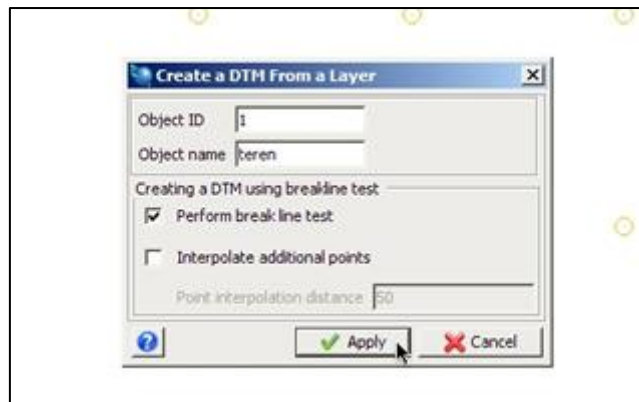 Create a DTM From a Layer
Object ID 1
Object name teren
Creating a DTM using breakline test
Perform break line test
Interpolate additional points
Point interpolation distance 50
Apply Cancel